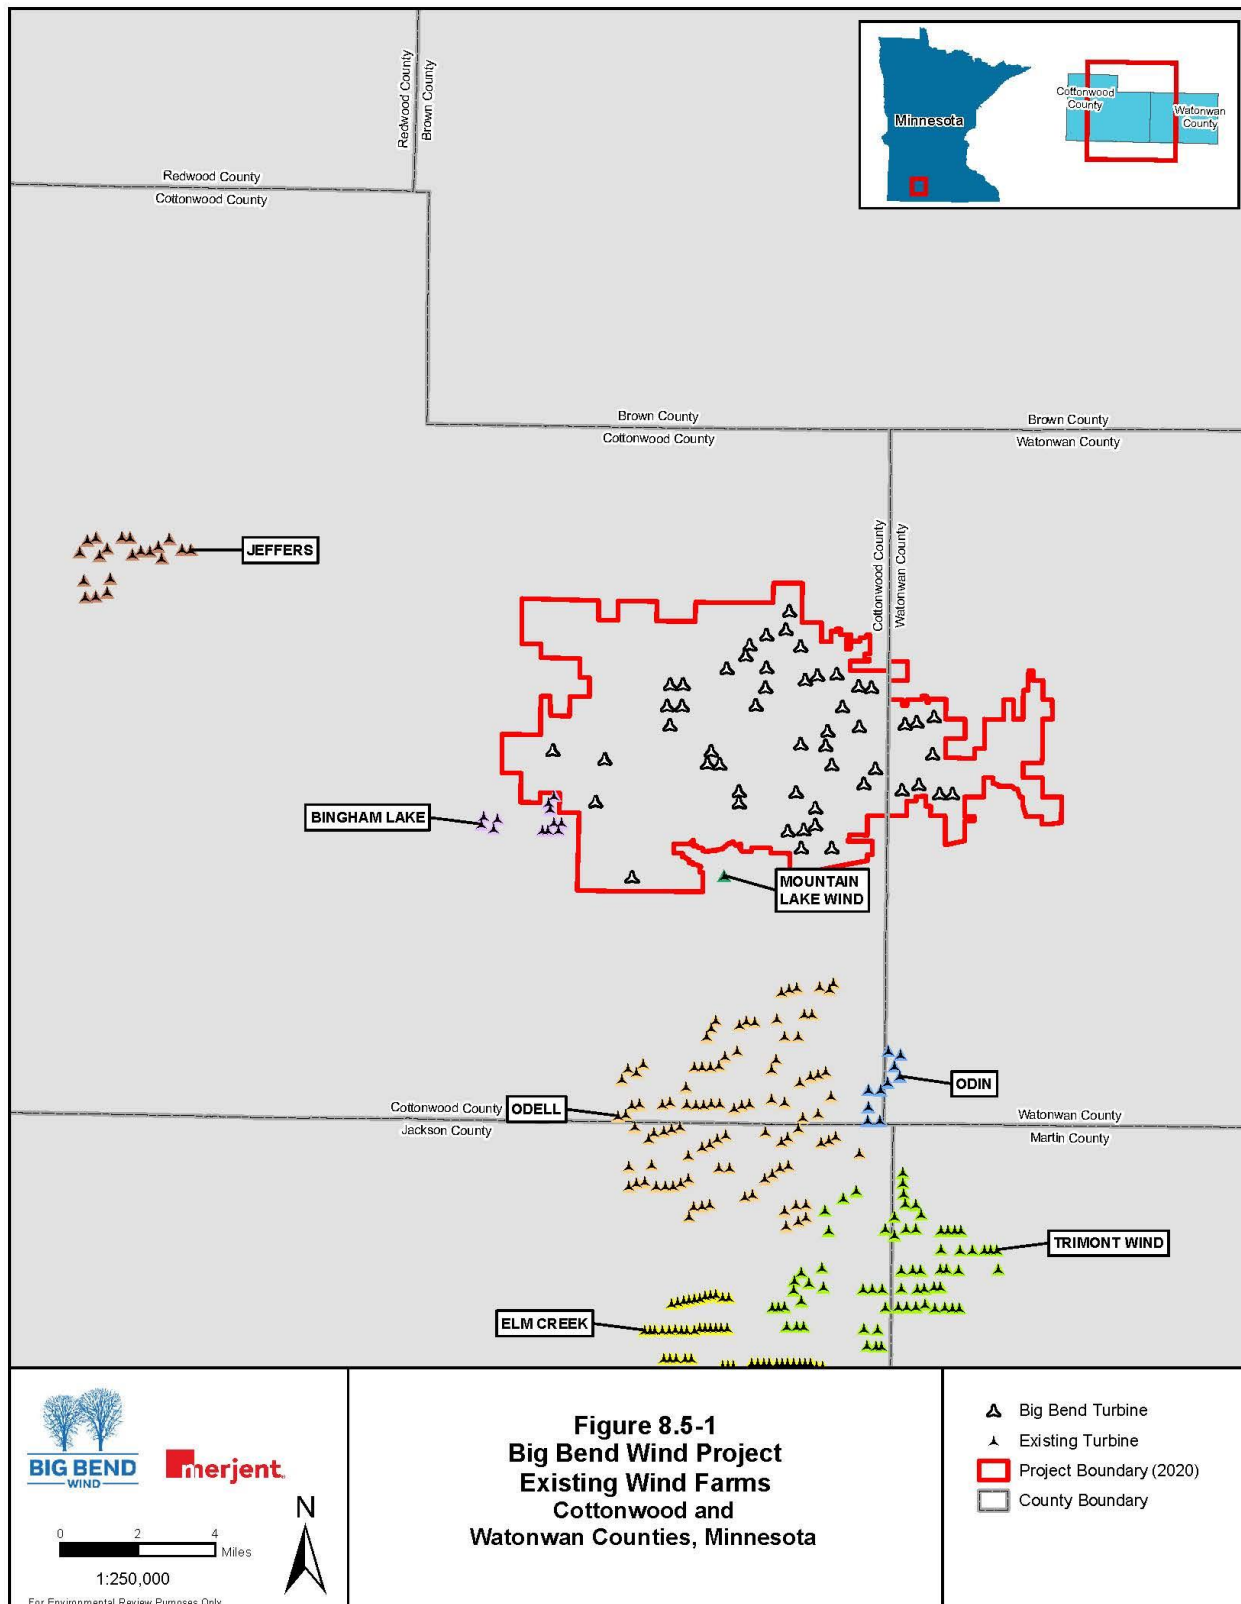 Redwood County
Brown County
Minnesota
Cottonwood
County
Watonwan
County
Redwood County
Cottonwood County
Brown County
Cottonwood County
Brown County
Watonwan County
Cottonwood County
Watonwan County
JEFFERS
BINGHAM LAKE
MOUNTAIN
LAKE WIND
ODIN
Cottonwood County
ODELL
Jackson County
Watonwan County
Martin County
TRIMONT WIND
ELM CREEK
BIG BEND
WIND
merjent
N
0 2 4
Miles
1:250,000
For Environmental Review Purposes Only
Figure 8.5-1
Big Bend Wind Project
Existing Wind Farms
Cottonwood and
Watonwan Counties, Minnesota
Big Bend Turbine
Existing Turbine
Project Boundary (2020)
County Boundary